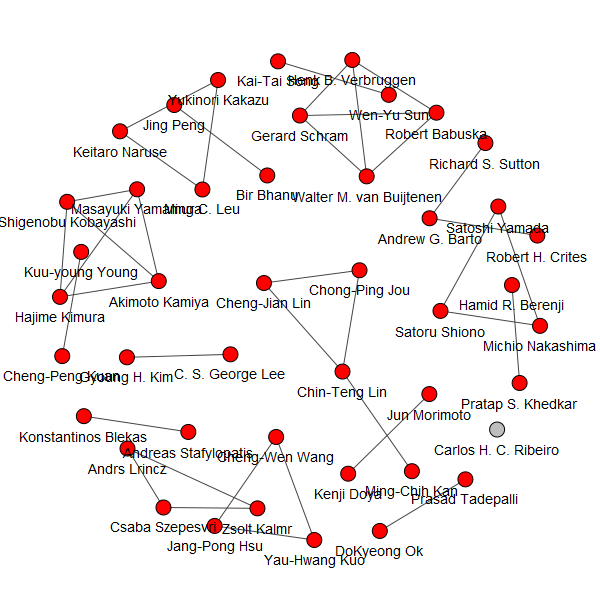 Kai-Tai Song
Henk B. Verbruggen
Yukinori Kakazu
Wen-Yu Sun
Jing Peng
Robert Babuska
Gerard Schram
Keitaro Naruse
Richard S. Sutton
Bir Bhanu
Walter M. van Buijtenen
Masayuki Yamamura
Ming C. Leu
Shigenobu Kobayashi
Satoshi Yamada
Andrew G. Barto
Robert H. Crites
Kuu-young Young
Chong-Ping Jou
Akimoto Kamiya
Cheng-Jian Lin
Hamid R. Berenji
Hajime Kimura
Satoru Shiono
Michio Nakashima
C. S. George Lee
Cheng-Peng Kuan
Gyoung H. Kim
Chin-Teng Lin
Pratap S. Khedkar
Jun Morimoto
Konstantinos Blekas
Carlos H. C. Ribeiro
Andreas Stafylopatis
Cheng-Wen Wang
Andrs Lrincz
Ming-Chih Kan
Kenji Doya
Prasad Tadepalli
Csaba Szepesvri
Zsolt Kalmr
Jang-Pong Hsu
DoKyeong Ok
Yau-Hwang Kuo